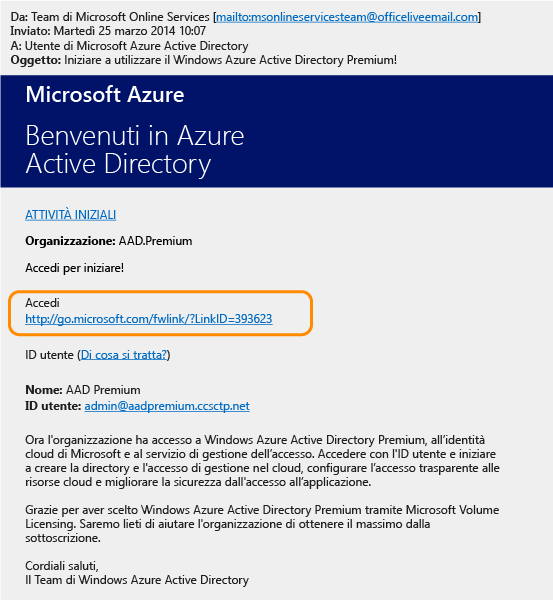 Da: Team di Microsoft Online Services [mailto:msonlineservicesteam@officeliveemail.com]
Inviato: Martedì 25 marzo 2014 10:07
A: Utente di Microsoft Azure Active Directory
Oggetto: Iniziare a utilizzare il Windows Azure Active Directory Premium!
Microsoft Azure
Benvenuti in Azure
Active Directory
ATTIVITÀ INIZIALI
Organizzazione: AAD.Premium
Accedi per iniziare!
Accedi
http://go.microsoft.com/fwlink/?LinkID=393623
ID utente (Di cosa si tratta?)
Nome: AAD Premium
ID utente: admin@aadpremium.ccsctp.net
Ora l'organizzazione ha accesso a Windows Azure Active Directory Premium, all'identità
cloud di Microsoft e al servizio di gestione dell'accesso. Accedere con l'ID utente e iniziare
a creare la directory e l'accesso di gestione nel cloud, configurare l'accesso trasparente alle
risorse cloud e migliorare la sicurezza dall'accesso all'applicazione.
Grazie per aver scelto Windows Azure Active Directory Premium tramite Microsoft Volume
Licensing. Saremo lieti di aiutare l'organizzazione di ottenere il massimo dalla
sottoscrizione.
Cordiali saluti,
Il Team di Windows Azure Active Directory